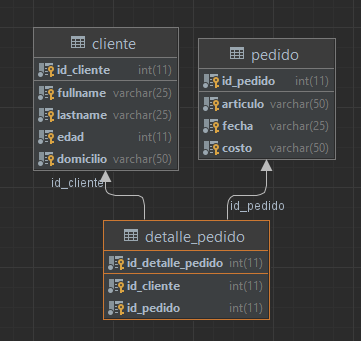 cliente
id_cliente int(11)
fullname varchar(25)
lastname varchar(25)
edad int(11)
domicilio varchar(50)
pedido
id_pedido int(11)
articulo varchar(50)
fecha varchar(25)
costo varchar(50)
id_cliente
id_pedido
detalle_pedido
id_detalle_pedido int(11)
id_cliente int(11)
id_pedido int(11)